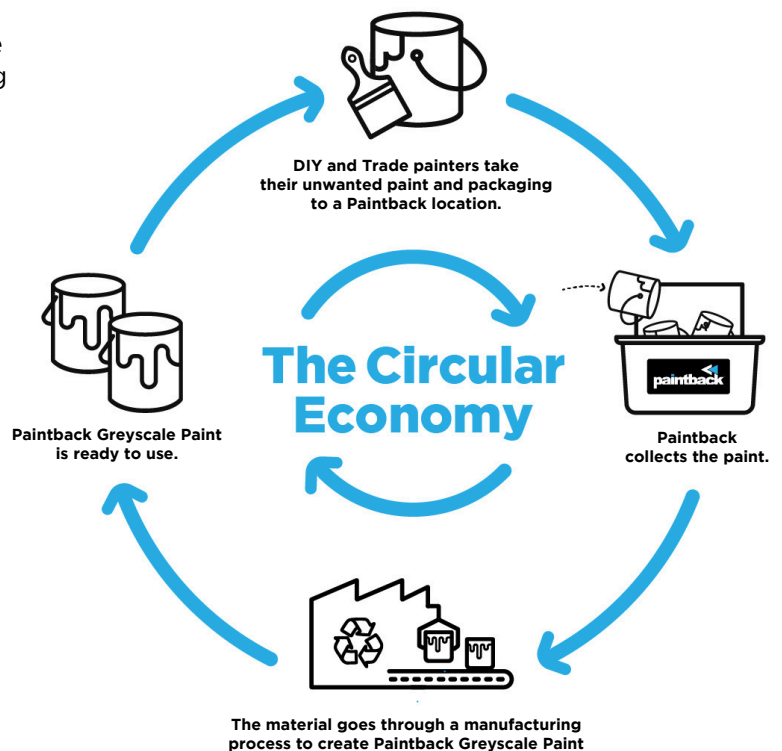 DIY and Trade painters take
their unwanted paint and packaging
to a Paintback location.
The Circular
Economy
paintback
Paintback
collects the paint.
Paintback Greyscale Paint
is ready to use.
The material goes through a manufacturing
process to create Paintback Greyscale Paint